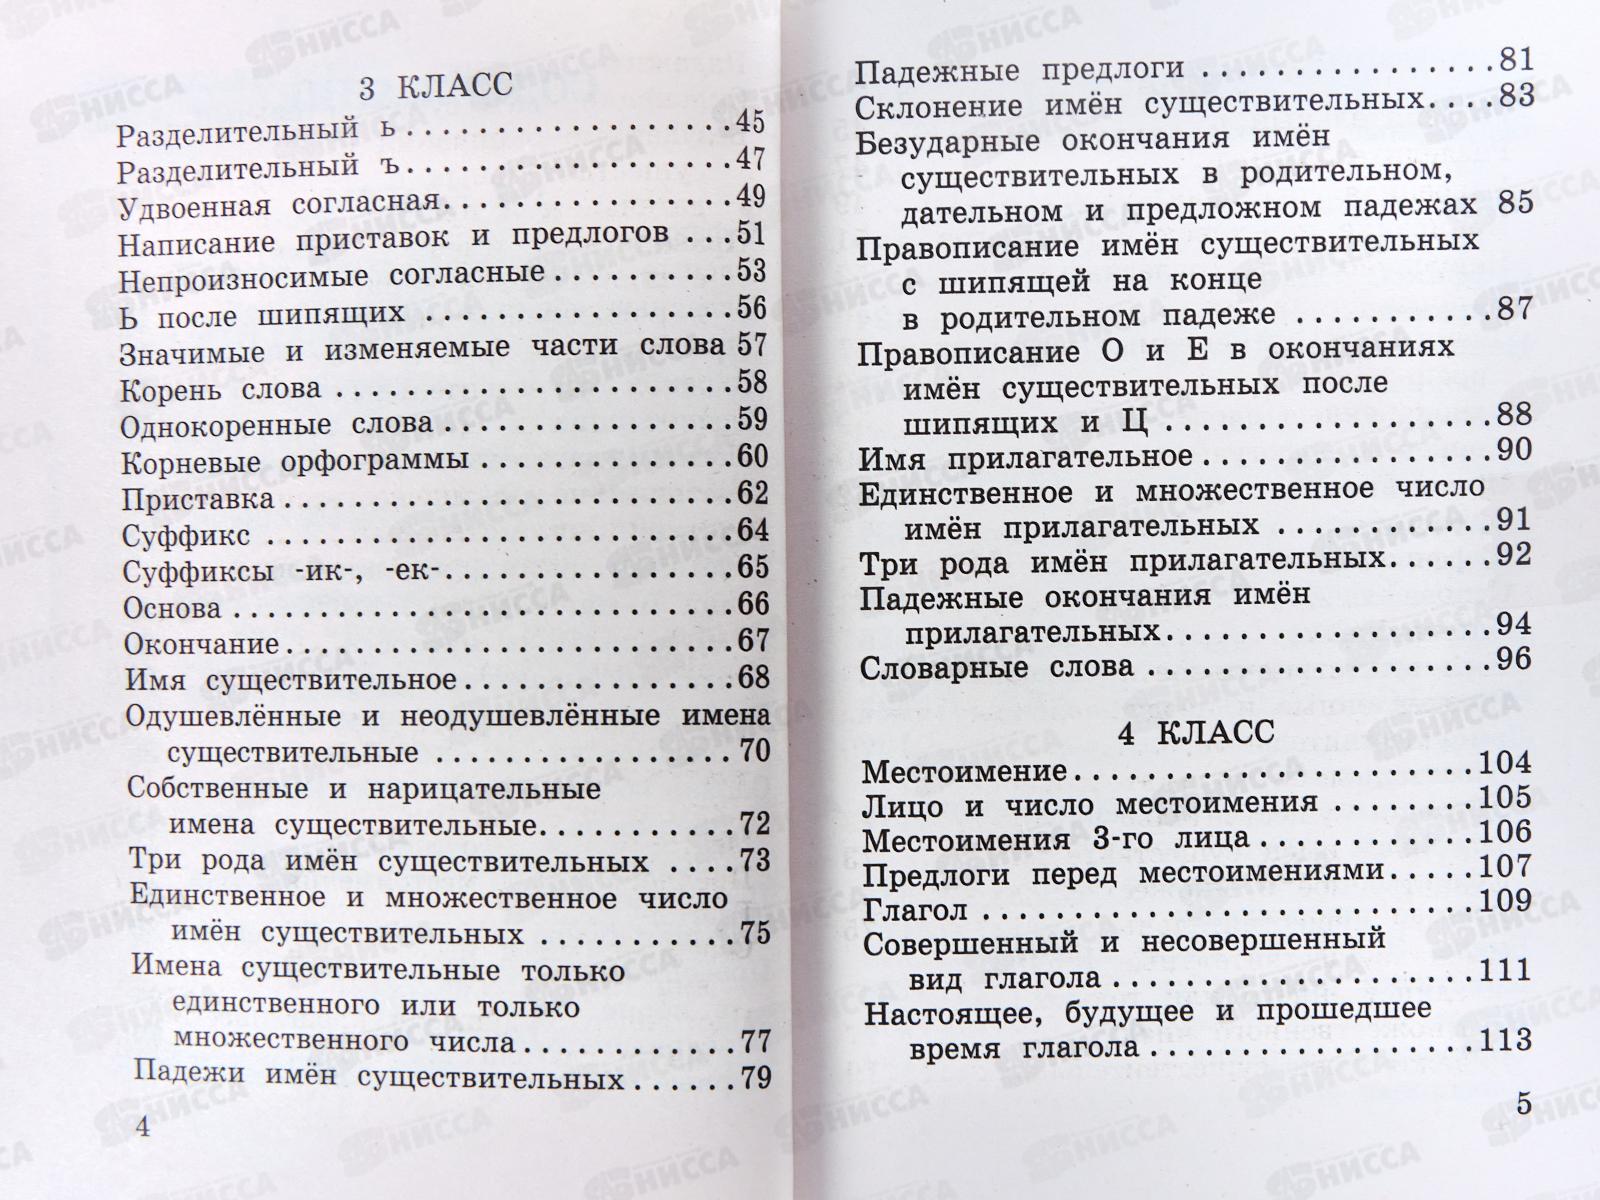 3 КЛАСС
Разделительный ь..................45
Разделительный ъ..................47
Удвоенная согласная................49
Написание приставок и предлогов ...51
Непроизносимые согласные ..........53
Ь после шипящих .................56
Значимые и изменяемые части слова 57
Корень слова ......................58
Однокоренные слова................59
Корневые орфограммы..............60
Приставка.........................62
Суффикс ..........................64
Суффиксы -ик-, -ек-................65
Основа ...........................66
Окончание.........................67
Имя существительное...............68
Одушевлённые и неодушевлённые имена
существительные .................70
Собственные и нарицательные
имена существительные...........72
Три рода имён существительных ....73
Единственное и множественное число
имён существительных ...........75
Имена существительные только
единственного или только
множественного числа............77
Падежи имён существительных......79
4
Падежные предлоги ................81
Склонение имён существительных....83
Безударные окончания имён
существительных в родительном,
дательном и предложном падежах 85
Правописание имён существительных
с шипящей на конце
в родительном падеже ...........87
Правописание О и Е в окончаниях
имён существительных после
шипящих и Ц ..................88
Имя прилагательное................90
Единственное и множественное число
имён прилагательных ............91
Три рода имён прилагательных......92
Падежные окончания имён
прилагательных..................94
Словарные слова ...................96
4 КЛАСС
Местоимение......................104
Лицо и число местоимения ........105
Местоимения 3-го лица............106
Предлоги перед местоимениями.....107
Глагол ...........................109
Совершенный и несовершенный
вид глагола....................111
Настоящее, будущее и прошедшее
время глагола..................113
5